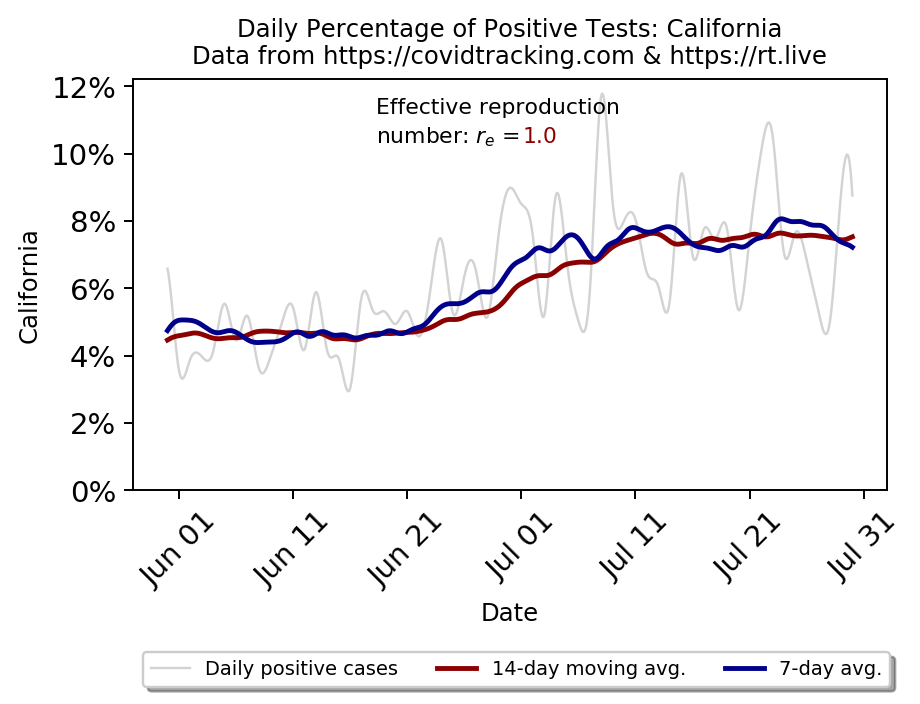 Daily Percentage of Positive Tests: California
Data from https://covidtracking.com & https://rt.live
Effective reproduction
number: rₑ =1.0
12%
10%
8%
6%
4%
2%
0%
California
Jun 01
Jun 11
Jun 21
Jul 01
Jul 11
Jul 21
Jul 31
Date
Daily positive cases
14-day moving avg.
7-day avg.